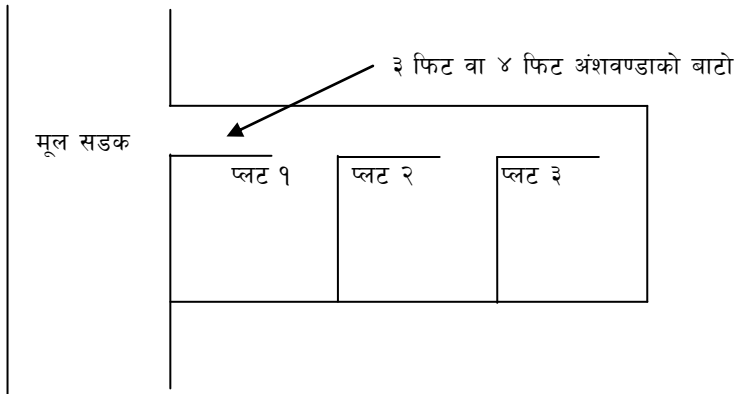 ३ फिट वा ४ फिट अंशवण्डाको बाटो
मूल सडक
प्लट १
प्लट २
प्लट ३